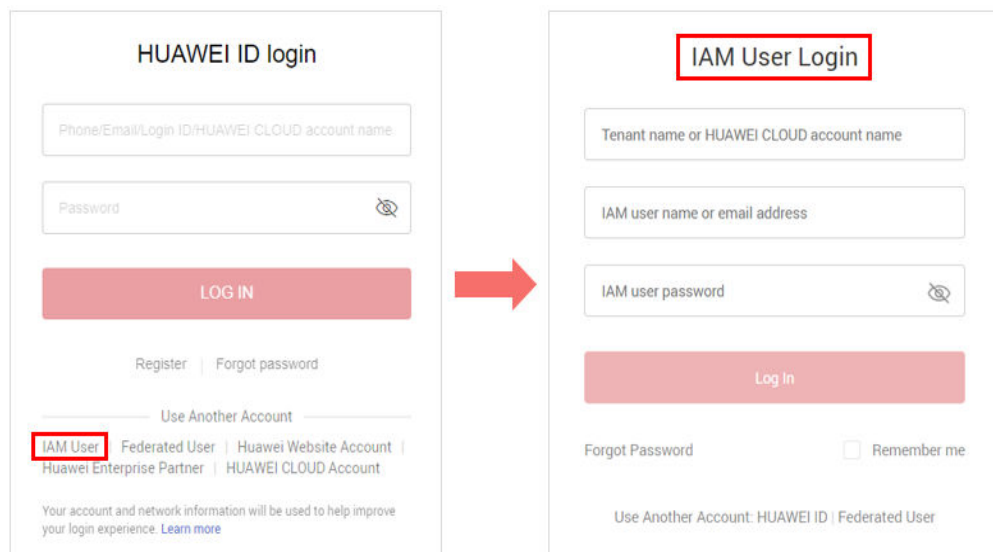 HUAWEI ID login
Phone/Email/Login ID/HUAWEI CLOUD account name
Password
LOG IN
Register | Forgot password
Use Another Account
IAM User | Federated User | Huawei Website Account |
Huawei Enterprise Partner | HUAWEI CLOUD Account
Your account and network information will be used to help improve
your login experience. Learn more
IAM User Login
Tenant name or HUAWEI CLOUD account name
IAM user name or email address
IAM user password
Log In
Forgot Password
Remember me
Use Another Account: HUAWEI ID | Federated User